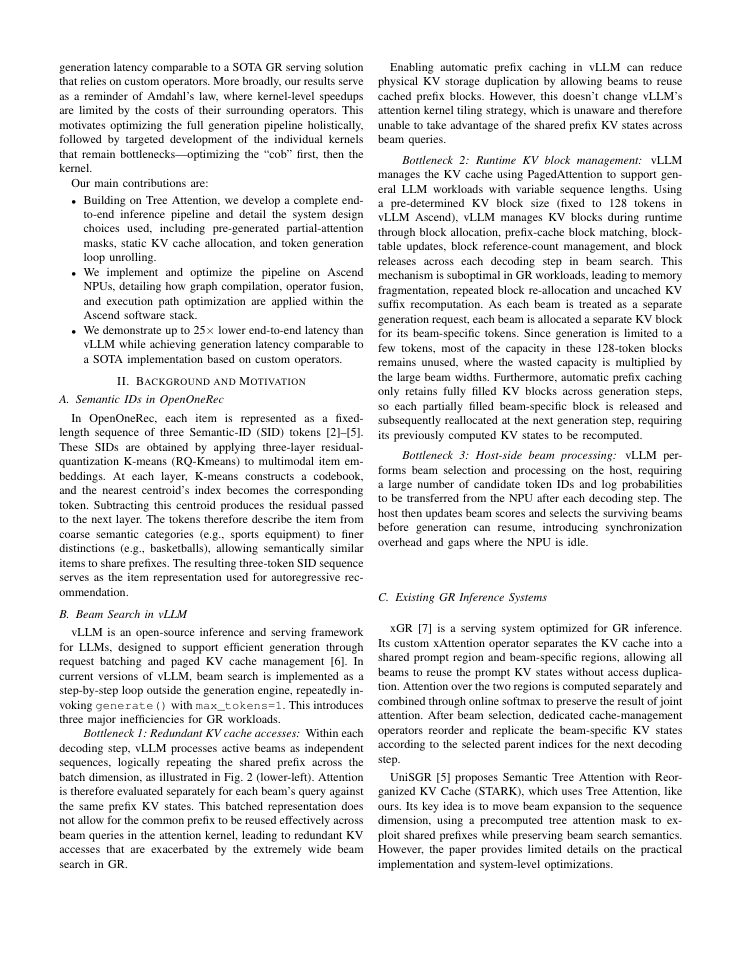 generation latency comparable to a SOTA GR serving solution
that relies on custom operators. More broadly, our results serve
as a reminder of Amdahl's law, where kernel-level speedups
are limited by the costs of their surrounding operators. This
motivates optimizing the full generation pipeline holistically,
followed by targeted development of the individual kernels
that remain bottlenecks—optimizing the “cob” first, then the
kernel.
Our main contributions are:
• Building on Tree Attention, we develop a complete end-
to-end inference pipeline and detail the system design
choices used, including pre-generated partial-attention
masks, static KV cache allocation, and token generation
loop unrolling.
• We implement and optimize the pipeline on Ascend
NPUs, detailing how graph compilation, operator fusion,
and execution path optimization are applied within the
Ascend software stack.
• We demonstrate up to 25× lower end-to-end latency than
vLLM while achieving generation latency comparable to
a SOTA implementation based on custom operators.
II. BACKGROUND AND MOTIVATION
A. Semantic IDs in OpenOneRec
In OpenOneRec, each item is represented as a fixed-
length sequence of three Semantic-ID (SID) tokens [2]–[5].
These SIDs are obtained by applying three-layer residual-
quantization K-means (RQ-Kmeans) to multimodal item em-
beddings. At each layer, K-means constructs a codebook,
and the nearest centroid's index becomes the corresponding
token. Subtracting this centroid produces the residual passed
to the next layer. The tokens therefore describe the item from
coarse semantic categories (e.g., sports equipment) to finer
distinctions (e.g., basketballs), allowing semantically similar
items to share prefixes. The resulting three-token SID sequence
serves as the item representation used for autoregressive rec-
ommendation.
B. Beam Search in vLLM
vLLM is an open-source inference and serving framework
for LLMs, designed to support efficient generation through
request batching and paged KV cache management [6]. In
current versions of vLLM, beam search is implemented as a
step-by-step loop outside the generation engine, repeatedly in-
voking generate() with max_tokens=1. This introduces
three major inefficiencies for GR workloads.
Bottleneck 1: Redundant KV cache accesses: Within each
decoding step, vLLM processes active beams as independent
sequences, logically repeating the shared prefix across the
batch dimension, as illustrated in Fig. 2 (lower-left). Attention
is therefore evaluated separately for each beam's query against
the same prefix KV states. This batched representation does
not allow for the common prefix to be reused effectively across
beam queries in the attention kernel, leading to redundant KV
accesses that are exacerbated by the extremely wide beam
search in GR.
Enabling automatic prefix caching in vLLM can reduce
physical KV storage duplication by allowing beams to reuse
cached prefix blocks. However, this doesn't change vLLM's
attention kernel tiling strategy, which is unaware and therefore
unable to take advantage of the shared prefix KV states across
beam queries.
Bottleneck 2: Runtime KV block management: vLLM
manages the KV cache using PagedAttention to support gen-
eral LLM workloads with variable sequence lengths. Using
a pre-determined KV block size (fixed to 128 tokens in
vLLM Ascend), vLLM manages KV blocks during runtime
through block allocation, prefix-cache block matching, block-
table updates, block reference-count management, and block
releases across each decoding step in beam search. This
mechanism is suboptimal in GR workloads, leading to memory
fragmentation, repeated block re-allocation and uncached KV
suffix recomputation. As each beam is treated as a separate
generation request, each beam is allocated a separate KV block
for its beam-specific tokens. Since generation is limited to a
few tokens, most of the capacity in these 128-token blocks
remains unused, where the wasted capacity is multiplied by
the large beam widths. Furthermore, automatic prefix caching
only retains fully filled KV blocks across generation steps,
so each partially filled beam-specific block is released and
subsequently reallocated at the next generation step, requiring
its previously computed KV states to be recomputed.
Bottleneck 3: Host-side beam processing: vLLM per-
forms beam selection and processing on the host, requiring
a large number of candidate token IDs and log probabilities
to be transferred from the NPU after each decoding step. The
host then updates beam scores and selects the surviving beams
before generation can resume, introducing synchronization
overhead and gaps where the NPU is idle.
C. Existing GR Inference Systems
xGR [7] is a serving system optimized for GR inference.
Its custom xAttention operator separates the KV cache into a
shared prompt region and beam-specific regions, allowing all
beams to reuse the prompt KV states without access duplica-
tion. Attention over the two regions is computed separately and
combined through online softmax to preserve the result of joint
attention. After beam selection, dedicated cache-management
operators reorder and replicate the beam-specific KV states
according to the selected parent indices for the next decoding
step.
UniSGR [5] proposes Semantic Tree Attention with Reor-
ganized KV Cache (STARK), which uses Tree Attention, like
ours. Its key idea is to move beam expansion to the sequence
dimension, using a precomputed tree attention mask to ex-
ploit shared prefixes while preserving beam search semantics.
However, the paper provides limited details on the practical
implementation and system-level optimizations.